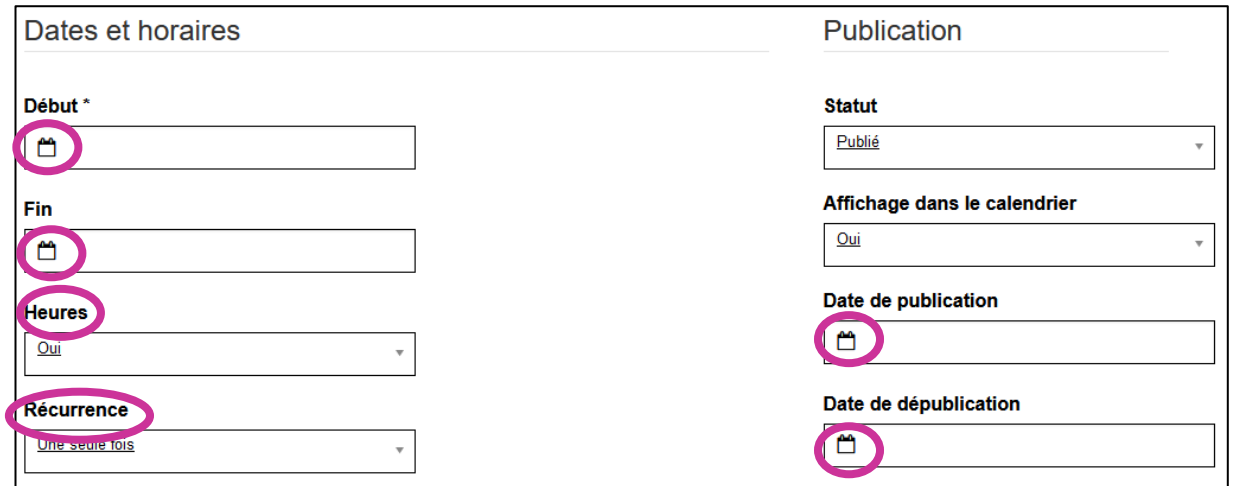 Dates et horaires
Début *
Fin
Heures
Oui
Récurrence
Une seule fois
Publication
Statut
Publié
Affichage dans le calendrier
Oui
Date de publication
Date de dépublication